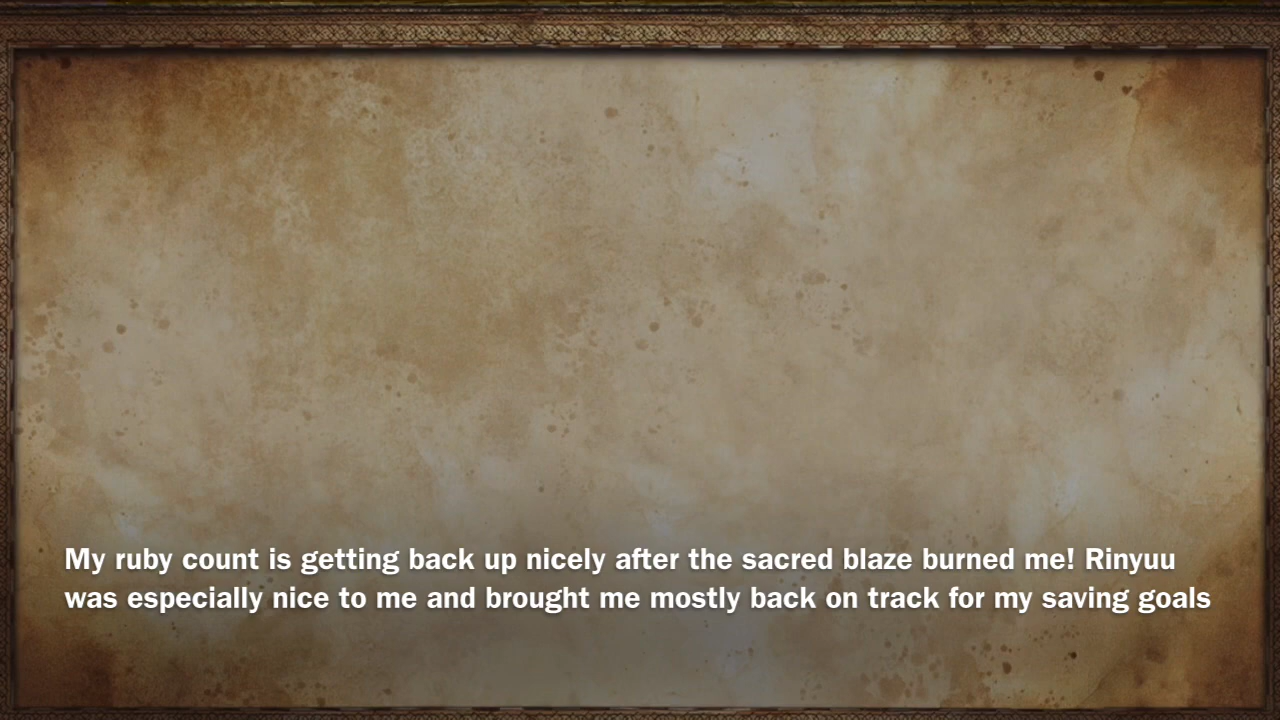 My ruby count is getting back up nicely after the sacred blaze burned me! Rinyuu
was especially nice to me and brought me mostly back on track for my saving goals